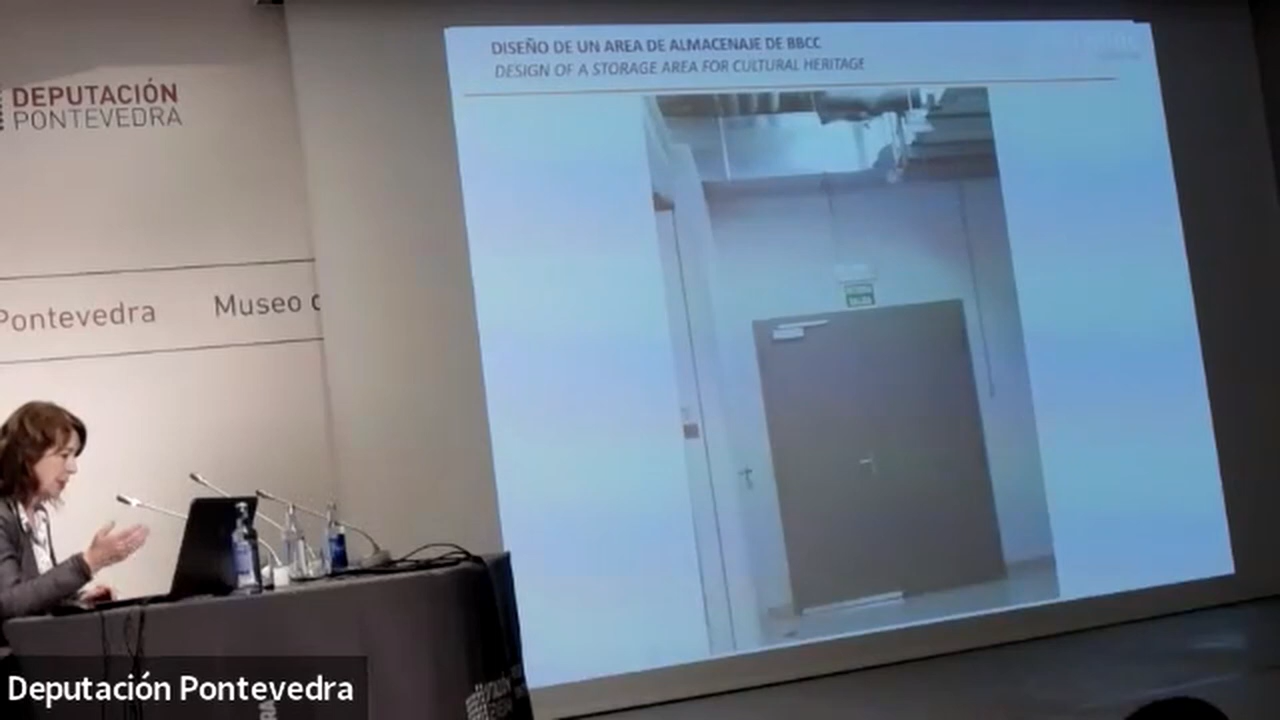 DEPUTACIÓN
PONTEVEDRA
DISEÑO DE UN AREA DE ALMACENAJE DE BBCC
DESIGN OF A STORAGE AREA FOR CULTURAL HERITAGE
Pontevedra Museo
Deputación Pontevedra